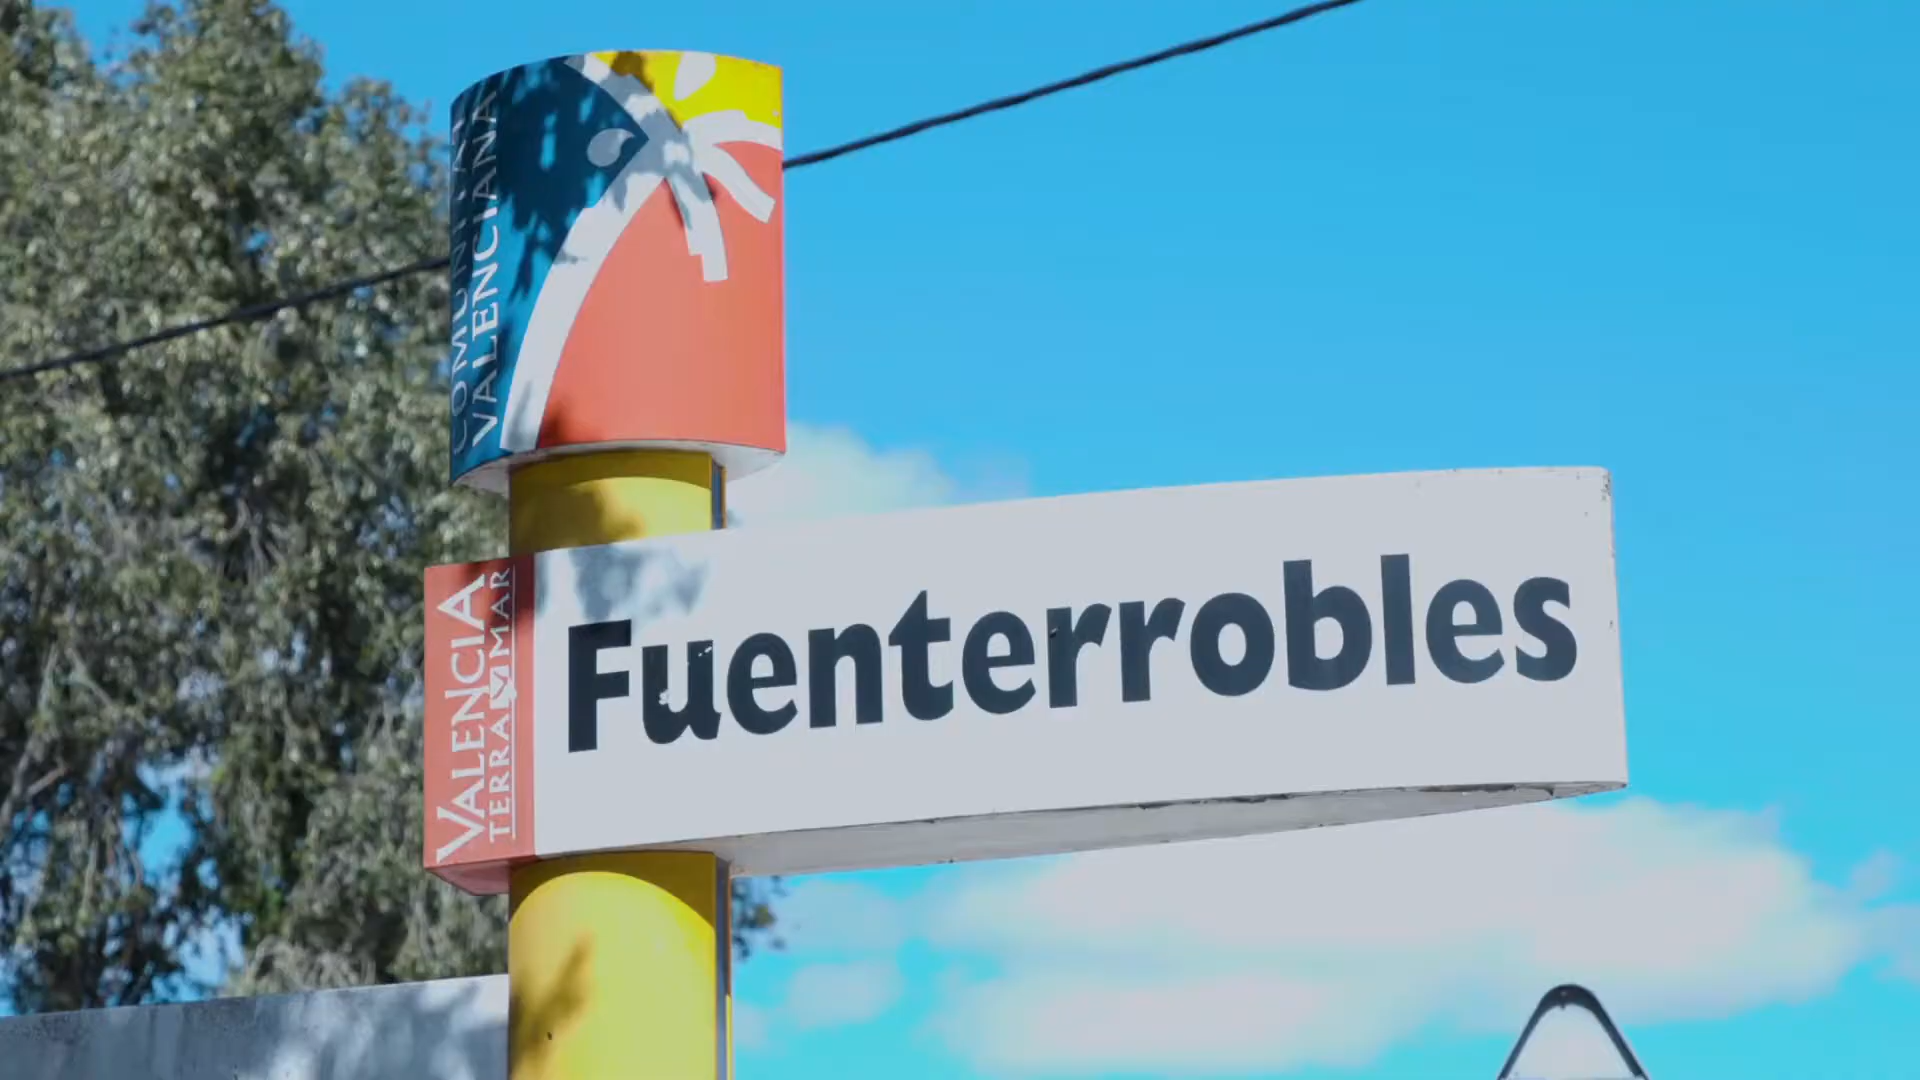 COMUNITAT
VALENCIANA
VALENCIA
TERRA Y MAR
Fuenterrobles